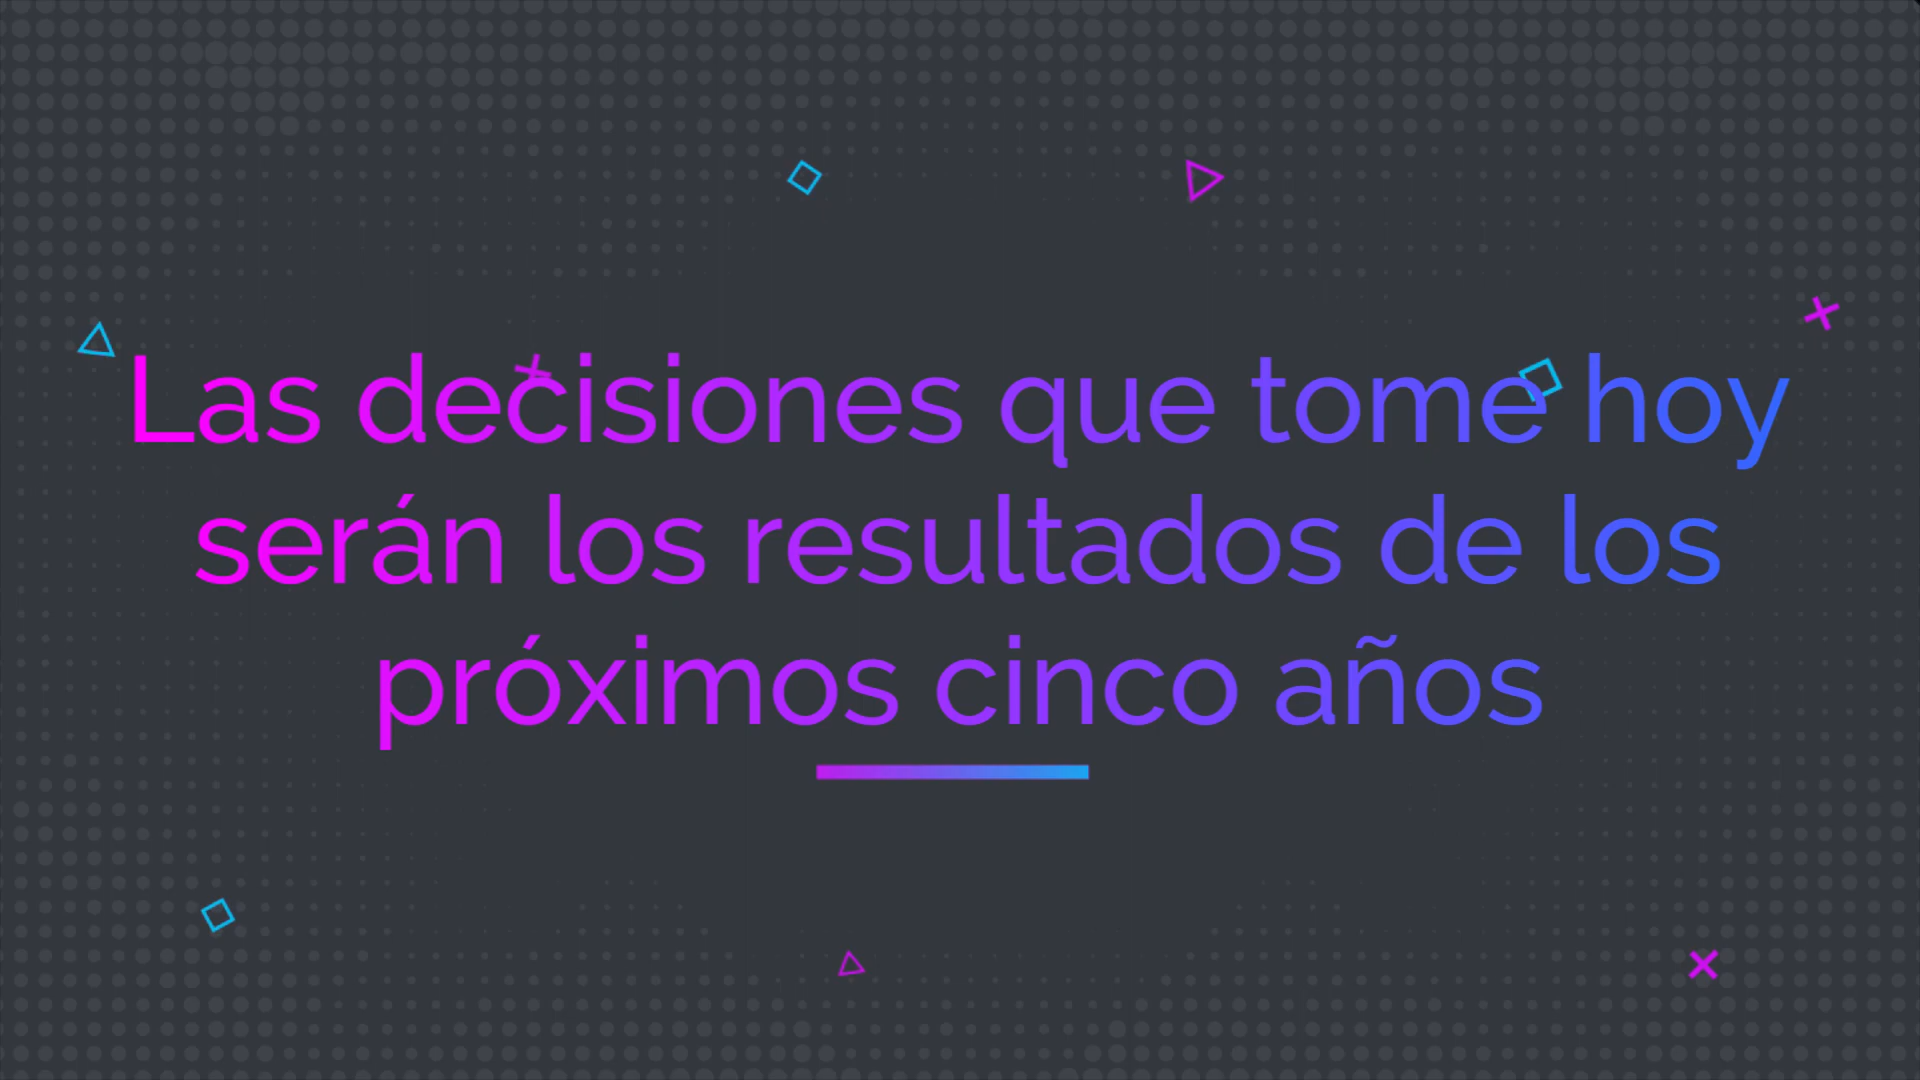 Las decisiones que tome hoy
serán los resultados de los
próximos cinco años